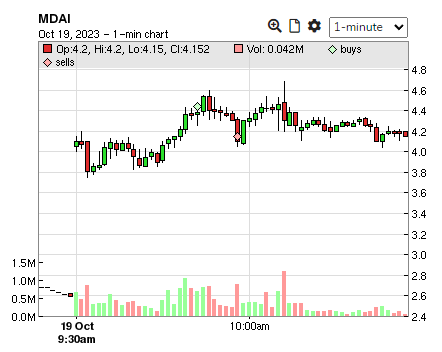 MDAI
Oct 19, 2023 - 1-min chart
1-minute
Op:4.2, Hi:4.2, Lo:4.15, Cl:4.152 Vol: 0.042M buys
sells
4.8
4.6
4.4
4.2
4.0
3.8
3.6
3.4
3.2
3.0
1.5M 2.8
1.0M
0.5M 2.6
0.0M 2.4
19 Oct 10:00am
9:30am